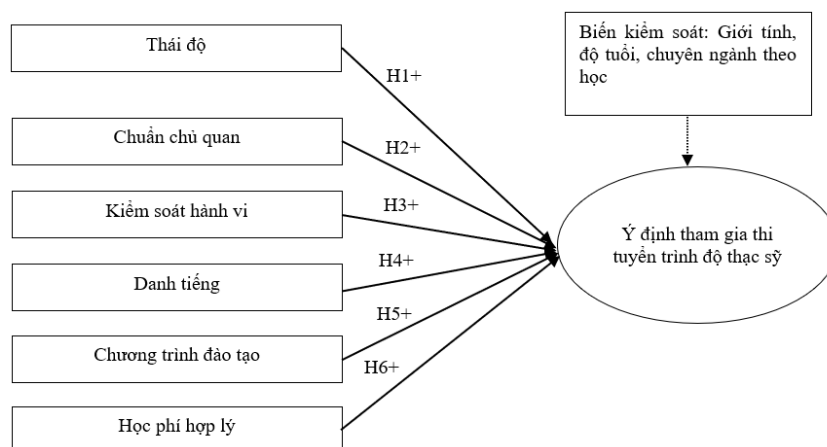 Thái độ
Chuẩn chủ quan
Kiểm soát hành vi
Danh tiếng
Chương trình đào tạo
Học phí hợp lý
H1+
H2+
H3+
H4+
H5+
H6+
Biến kiểm soát: Giới tính,
độ tuổi, chuyên ngành theo
học
Ý định tham gia thi
tuyển trình độ thạc sỹ